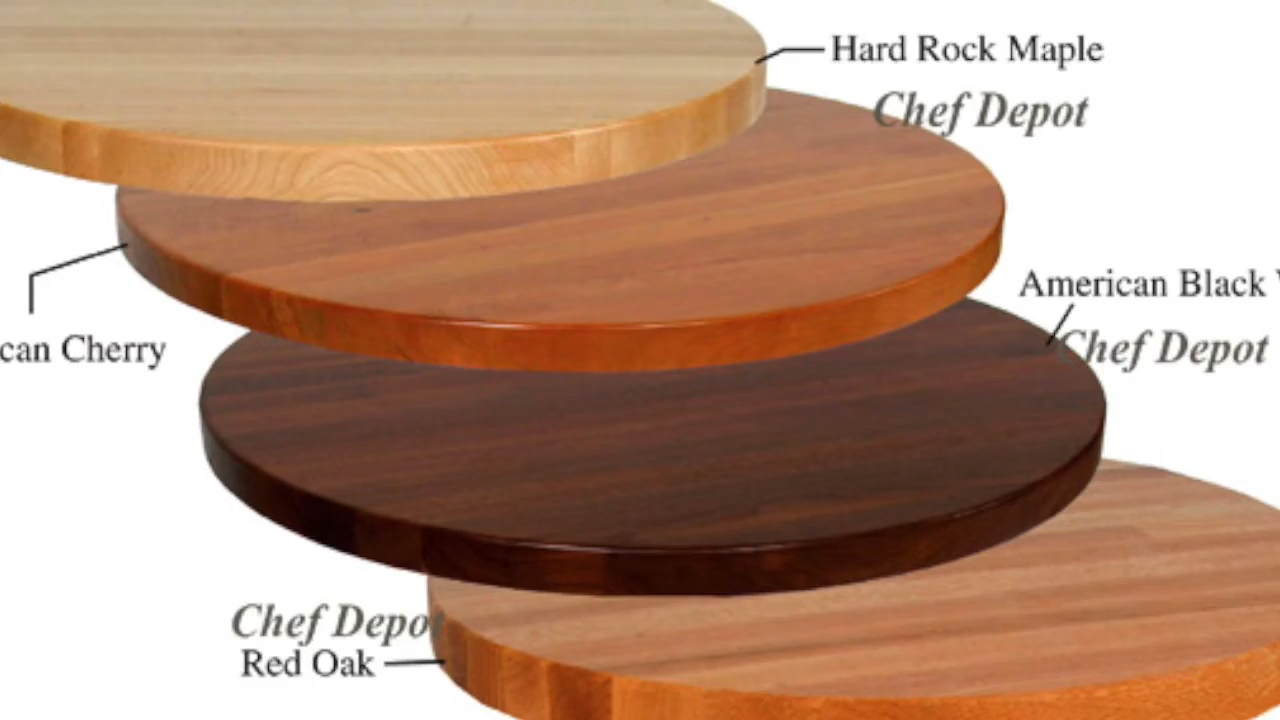 Hard Rock Maple
Chef Depot
American Black
Chef Depot
can Cherry
Chef Depot
Red Oak